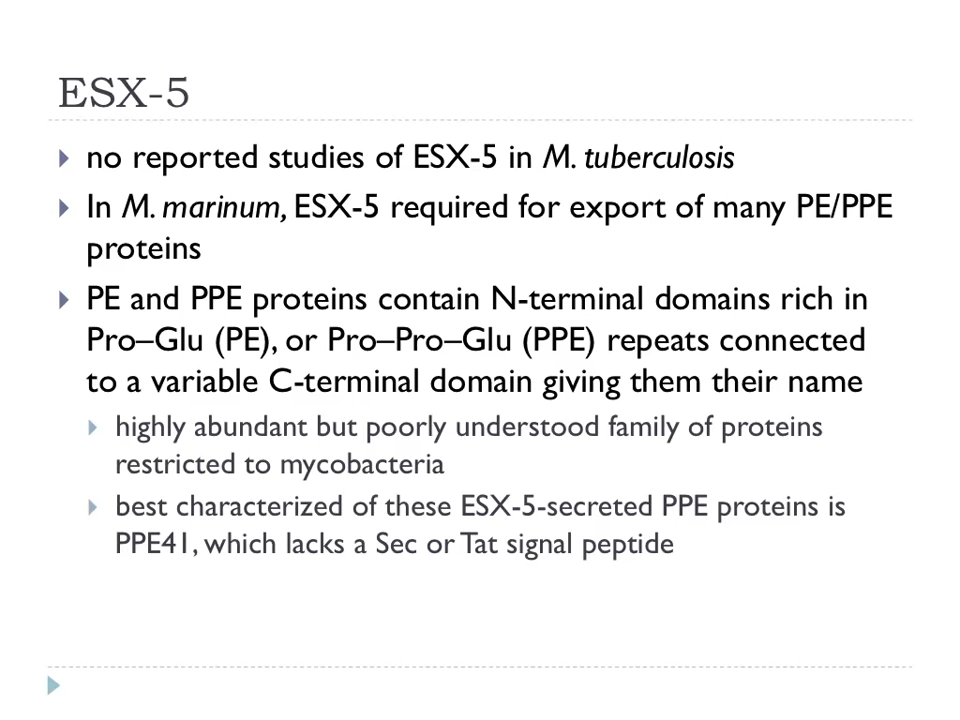 ESX-5
no reported studies of ESX-5 in M. tuberculosis
In M. marinum, ESX-5 required for export of many PE/PPE
proteins
PE and PPE proteins contain N-terminal domains rich in
Pro–Glu (PE), or Pro–Pro–Glu (PPE) repeats connected
to a variable C-terminal domain giving them their name
highly abundant but poorly understood family of proteins
restricted to mycobacteria
best characterized of these ESX-5-secreted PPE proteins is
PPE41, which lacks a Sec or Tat signal peptide